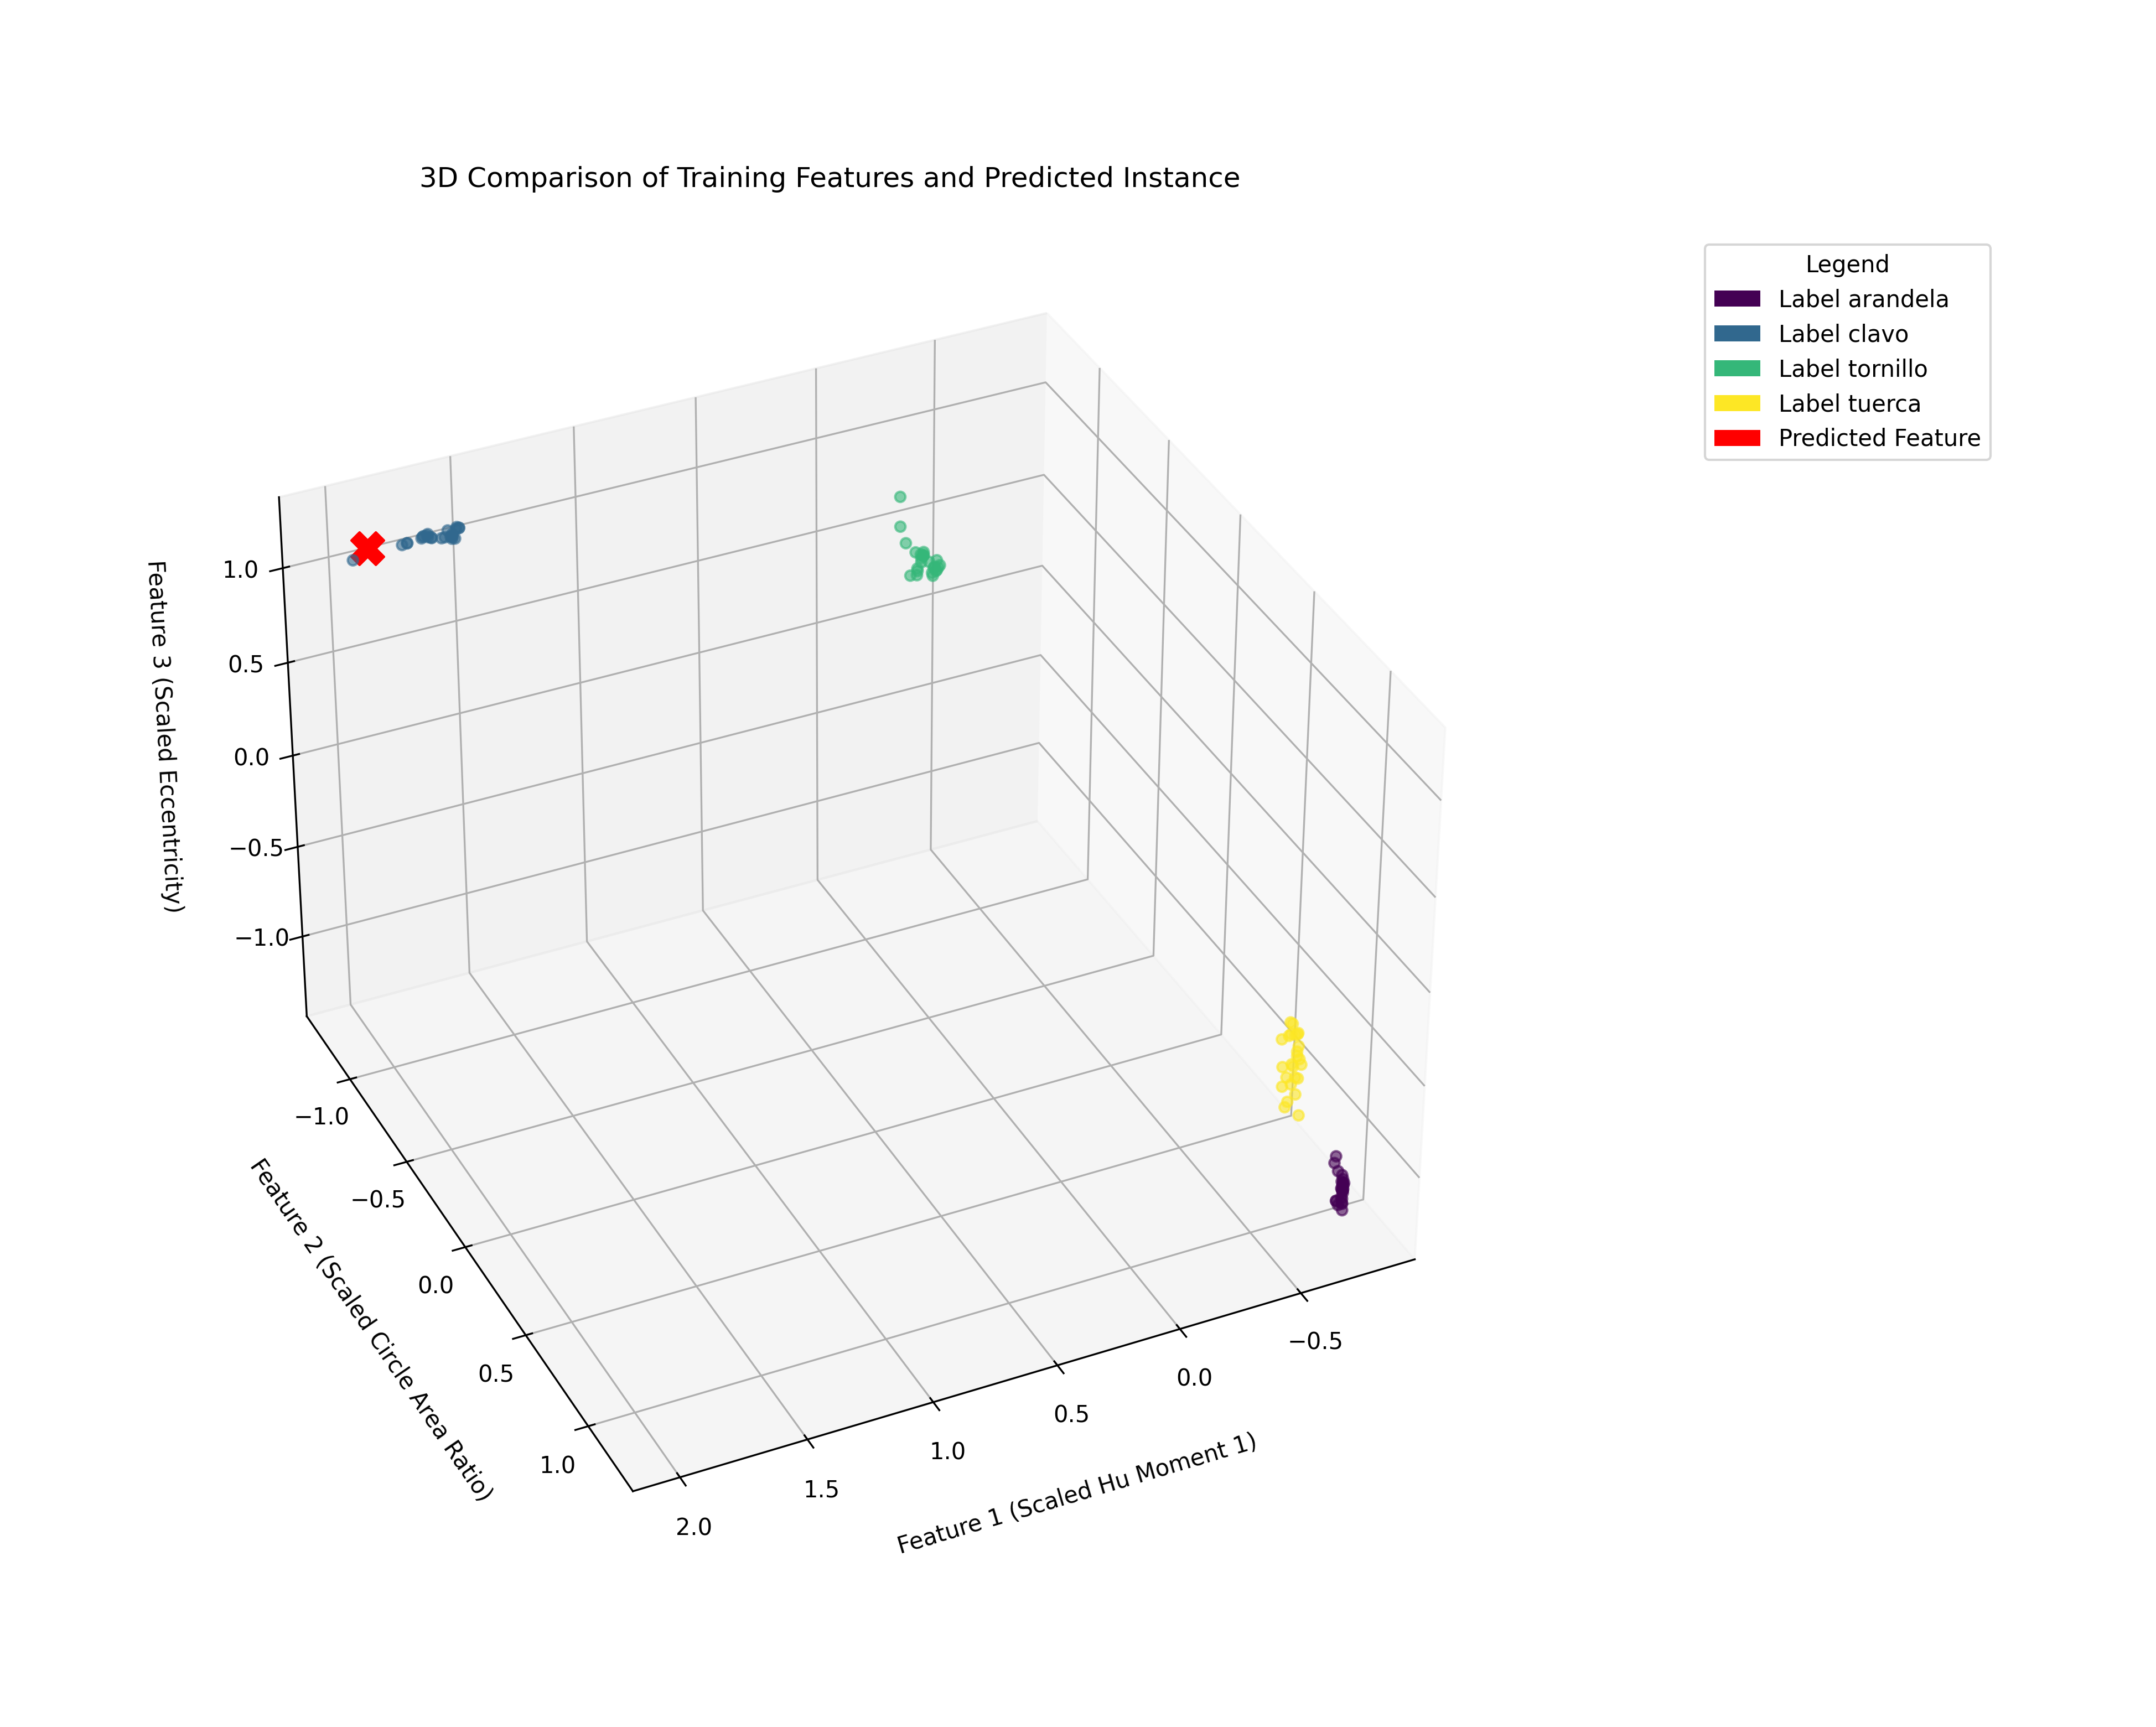 3D Comparison of Training Features and Predicted Instance
Legend
Label arandela
Label clavo
Label tornillo
Label tuerca
Predicted Feature
Feature 3 (Scaled Eccentricity)
1.0
0.5
0.0
−0.5
−1.0
Feature 2 (Scaled Circle Area Ratio)
−1.0
−0.5
0.0
0.5
1.0
Feature 1 (Scaled Hu Moment 1)
2.0
1.5
1.0
0.5
0.0
−0.5